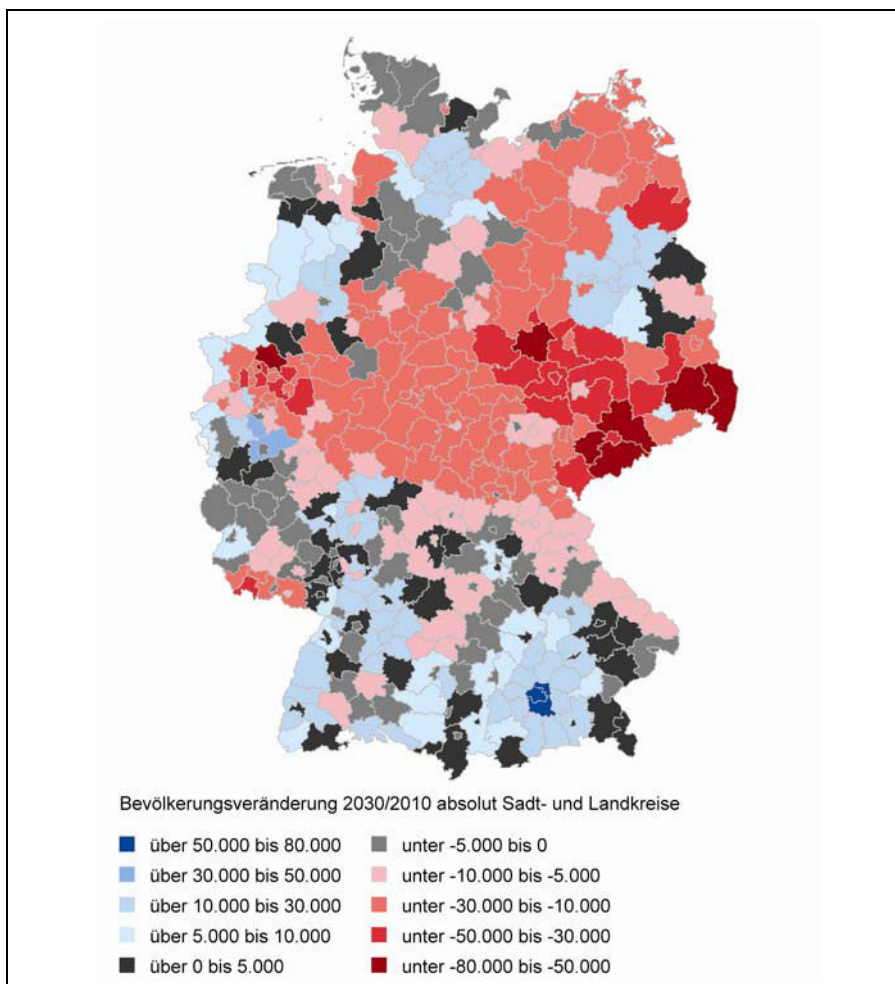 Bevölkerungsveränderung 2030/2010 absolut Sadt- und Landkreise
über 50.000 bis 80.000
über 30.000 bis 50.000
über 10.000 bis 30.000
über 5.000 bis 10.000
über 0 bis 5.000
unter -5.000 bis 0
unter -10.000 bis -5.000
unter -30.000 bis -10.000
unter -50.000 bis -30.000
unter -80.000 bis -50.000